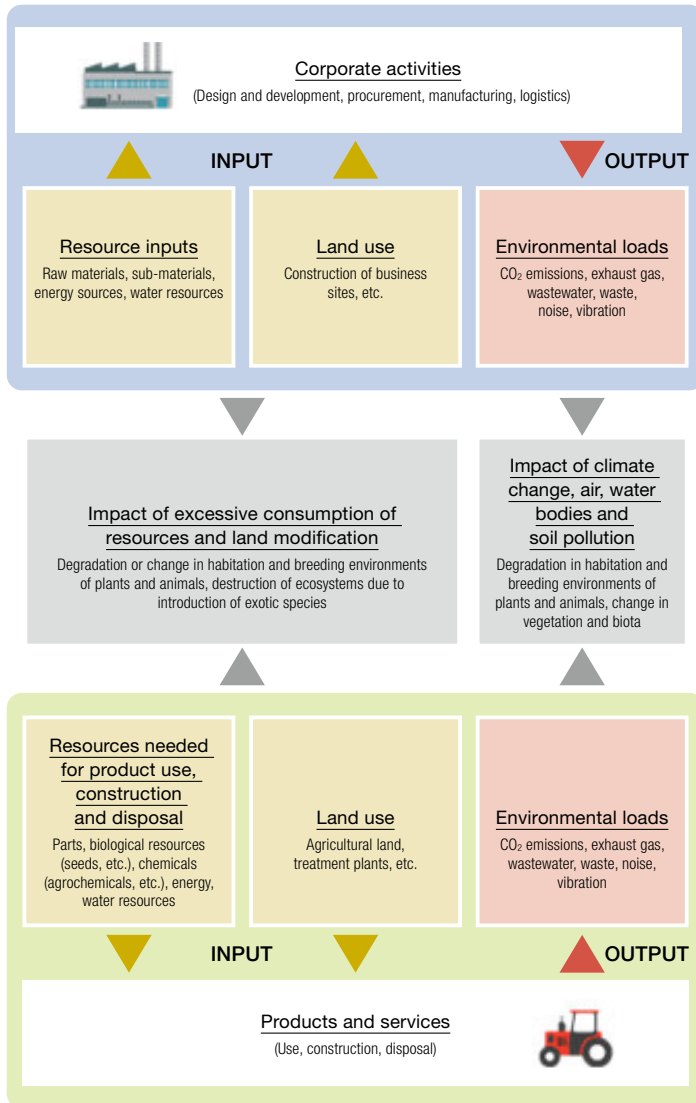 Corporate activities
(Design and development, procurement, manufacturing, logistics)
INPUT
OUTPUT
Resource inputs
Raw materials, sub-materials,
energy sources, water resources
Land use
Construction of business
sites, etc.
Environmental loads
CO₂ emissions, exhaust gas,
wastewater, waste,
noise, vibration
Impact of excessive consumption of
resources and land modification
Degradation or change in habitation and breeding environments
of plants and animals, destruction of ecosystems due to
introduction of exotic species
Impact of climate
change, air, water
bodies and
soil pollution
Degradation in habitation and
breeding environments of
plants and animals, change in
vegetation and biota
Resources needed
for product use,
construction
and disposal
Parts, biological resources
(seeds, etc.), chemicals
(agrochemicals, etc.), energy,
water resources
Land use
Agricultural land,
treatment plants, etc.
Environmental loads
CO₂ emissions, exhaust gas,
wastewater, waste, noise,
vibration
INPUT
OUTPUT
Products and services
(Use, construction, disposal)